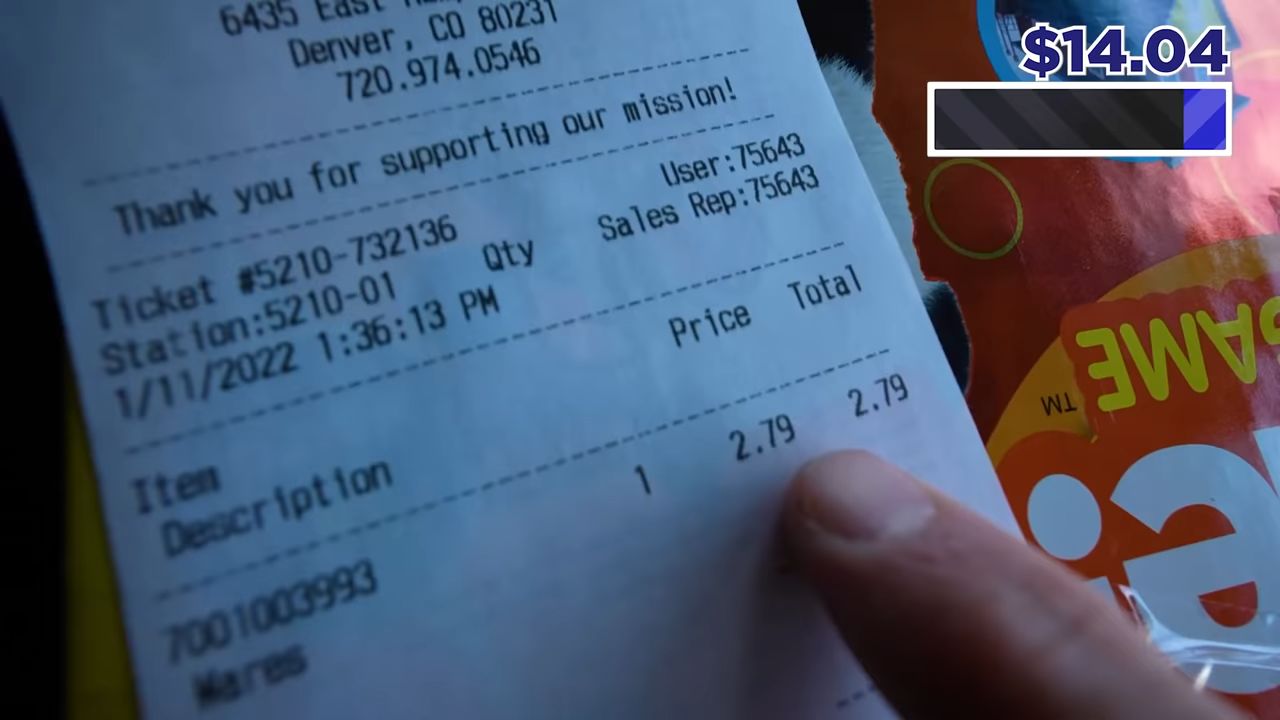 $14.04
6435 East
Denver, CO 80231
720.974.0546
Thank you for supporting our mission!
User:75643
Ticket #5210-732136 Sales Rep:75643
Station:5210-01 Qty
1/11/2022 1:36:13 PM
Price Total
Item
Description
1 2.79 2.79
7001003993
Wares
GAME
TM